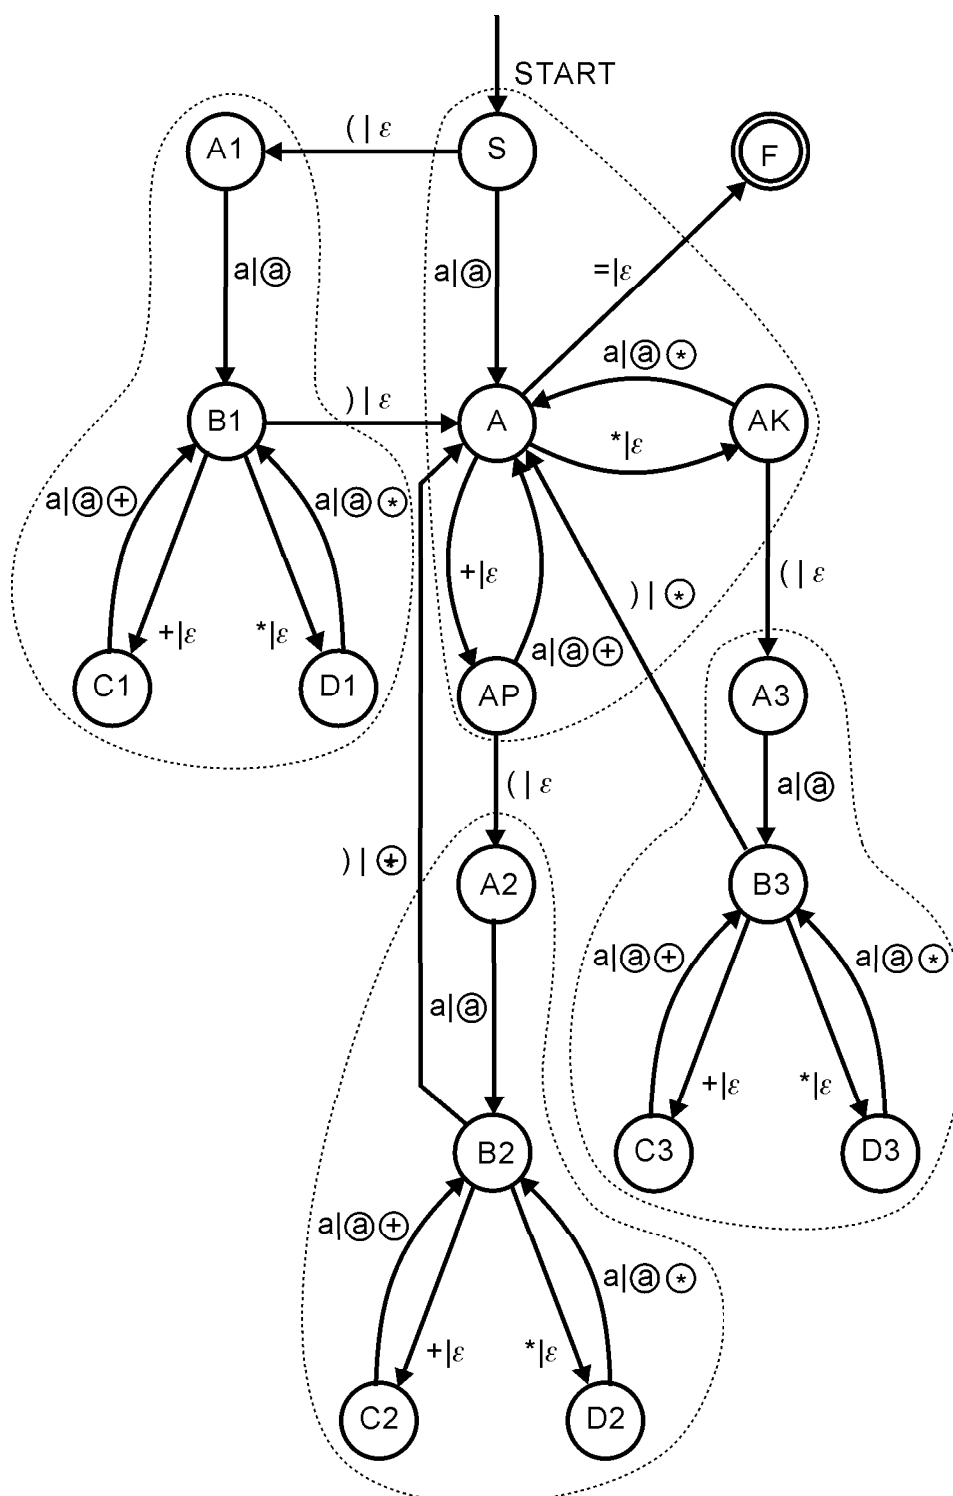 START
( | ε
A1
S
F
a|ⓐ
a|ⓐ
=|ε
a|ⓐ⊛
) | ε
B1
A
AK
*|ε
a|ⓐ⊕
a|ⓐ⊛
+|ε
) | ⊛
( | ε
+|ε
*|ε
a|ⓐ⊕
C1
D1
AP
A3
( | ε
a|ⓐ
) | ⊕
A2
B3
a|ⓐ⊕
a|ⓐ⊛
a|ⓐ
+|ε
*|ε
B2
C3
D3
a|ⓐ⊕
a|ⓐ⊛
+|ε
*|ε
C2
D2